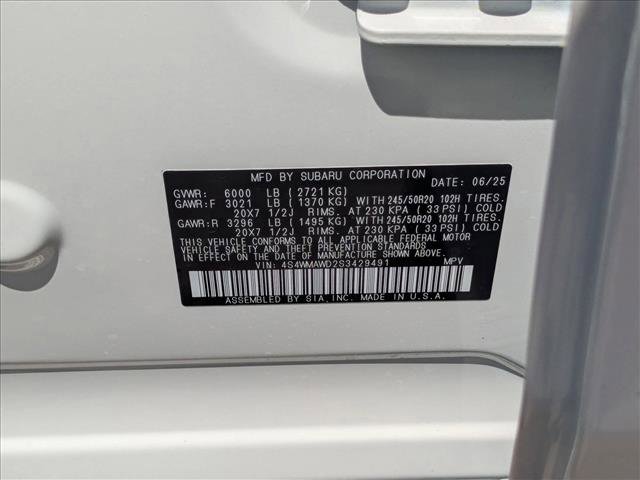 MFD BY SUBARU CORPORATION
DATE: 06/25
GVWR: 6000 LB ( 2721 KG)
GAWR:F 3021 LB ( 1370 KG) WITH 245/50R20 102H TIRES.
20X7 1/2J RIMS. AT 230 KPA ( 33 PSI) COLD
GAWR:R 3296 LB ( 1495 KG) WITH 245/50R20 102H TIRES.
20X7 1/2J RIMS. AT 230 KPA ( 33 PSI) COLD
THIS VEHICLE CONFORMS TO ALL APPLICABLE FEDERAL MOTOR
VEHICLE SAFETY AND THEFT PREVENTION STANDARDS
IN EFFECT ON THE DATE OF MANUFACTURE SHOWN ABOVE.
VIN: 4S4WMAWD2S3429491 MPV
ASSEMBLED BY SIA,INC. MADE IN U.S.A.